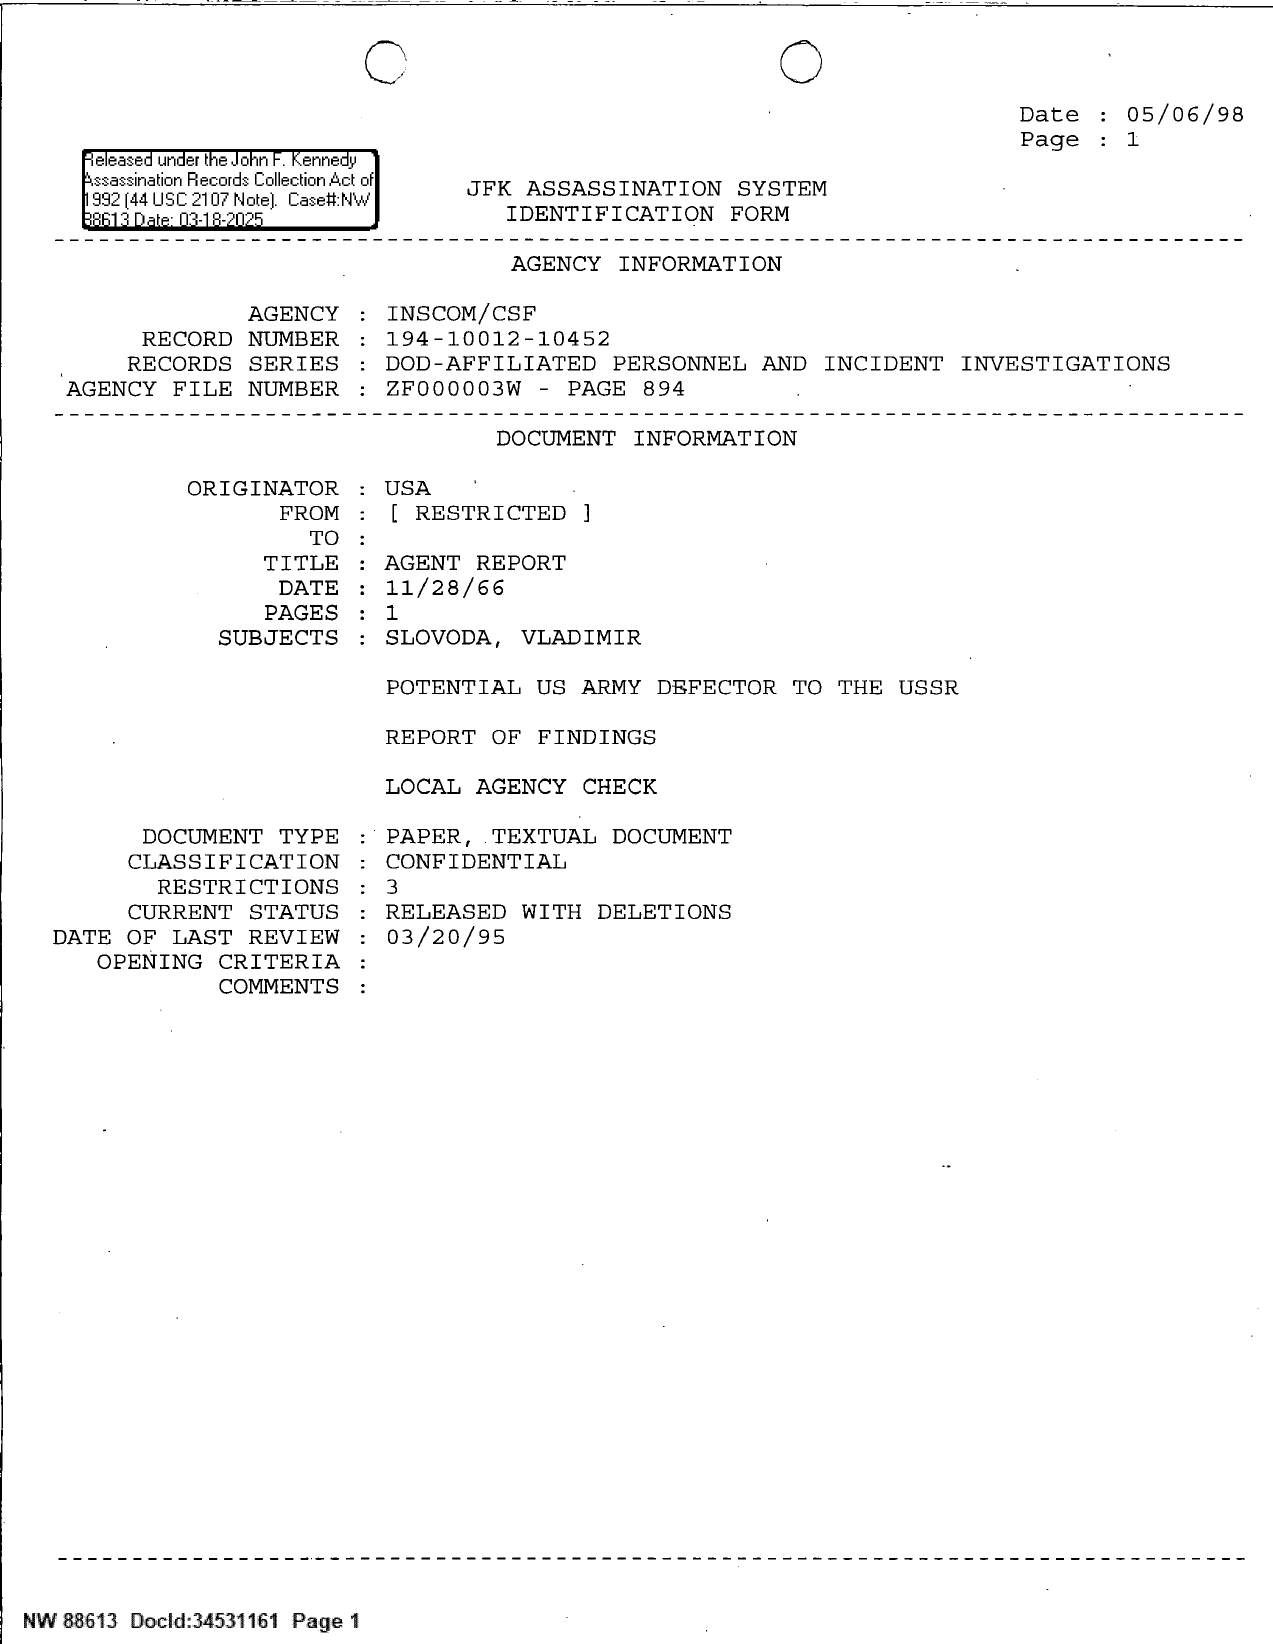 Date : 05/06/98
Page : 1
Released under the John F. Kennedy
Assassination Records Collection Act of
1992 (44 USC 2107 Note). Case#:NW
88613 Date: 03-18-2025
JFK ASSASSINATION SYSTEM
IDENTIFICATION FORM
AGENCY INFORMATION
AGENCY : INSCOM/CSF
RECORD NUMBER : 194-10012-10452
RECORDS SERIES : DOD-AFFILIATED PERSONNEL AND INCIDENT INVESTIGATIONS
AGENCY FILE NUMBER : ZF000003W - PAGE 894
DOCUMENT INFORMATION
ORIGINATOR : USA
FROM : [ RESTRICTED ]
TO :
TITLE : AGENT REPORT
DATE : 11/28/66
PAGES : 1
SUBJECTS : SLOVODA, VLADIMIR
POTENTIAL US ARMY DEFECTOR TO THE USSR
REPORT OF FINDINGS
LOCAL AGENCY CHECK
DOCUMENT TYPE : PAPER, TEXTUAL DOCUMENT
CLASSIFICATION : CONFIDENTIAL
RESTRICTIONS : 3
CURRENT STATUS : RELEASED WITH DELETIONS
DATE OF LAST REVIEW : 03/20/95
OPENING CRITERIA :
COMMENTS :
NW 88613 DocId:34531161 Page 1